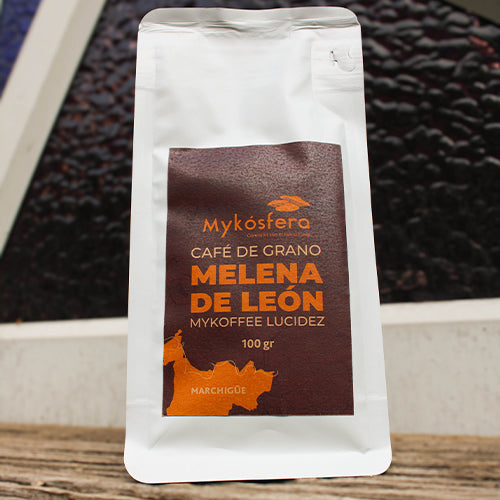 Mykósfera
CAFÉ DE GRANO
MELENA
DE LEÓN
MYKOFFEE LUCIDEZ
100 gr
MARCHIGÜE